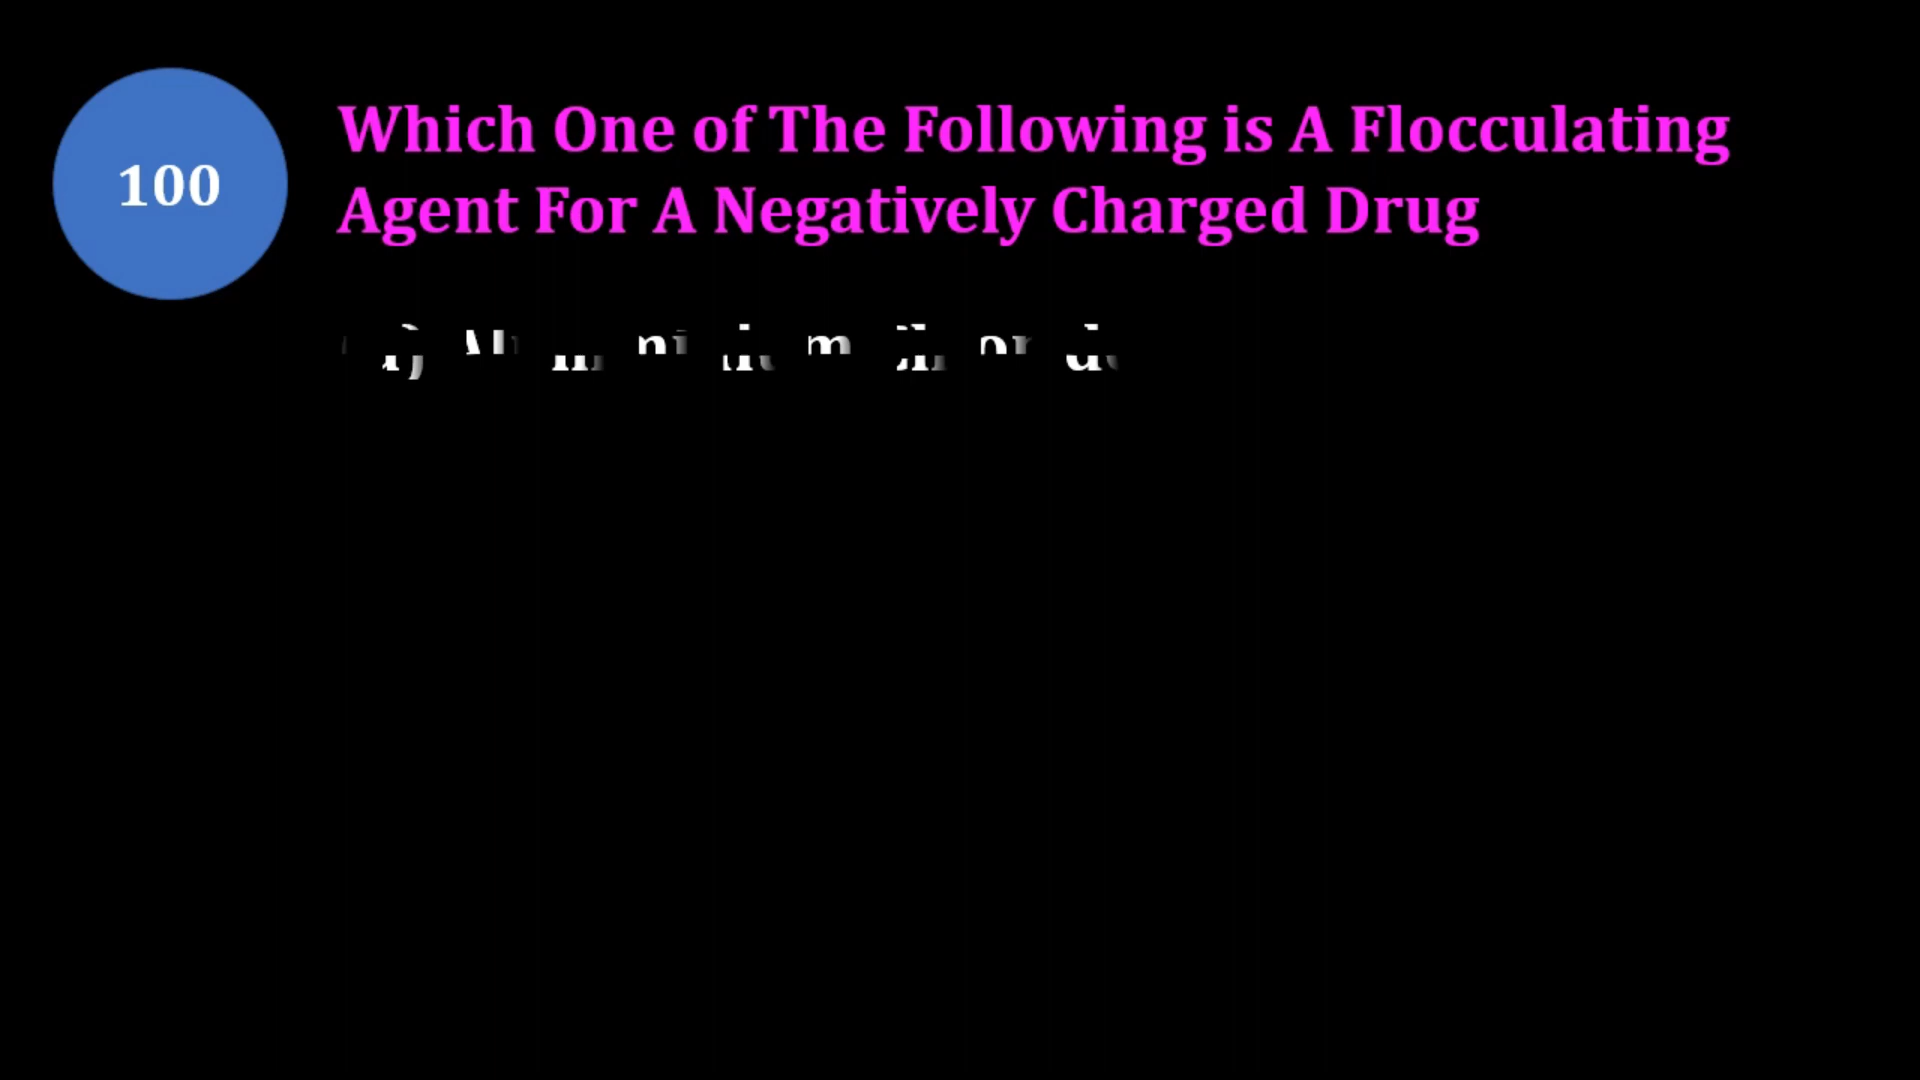 100
Which One of The Following is A Flocculating
Agent For A Negatively Charged Drug